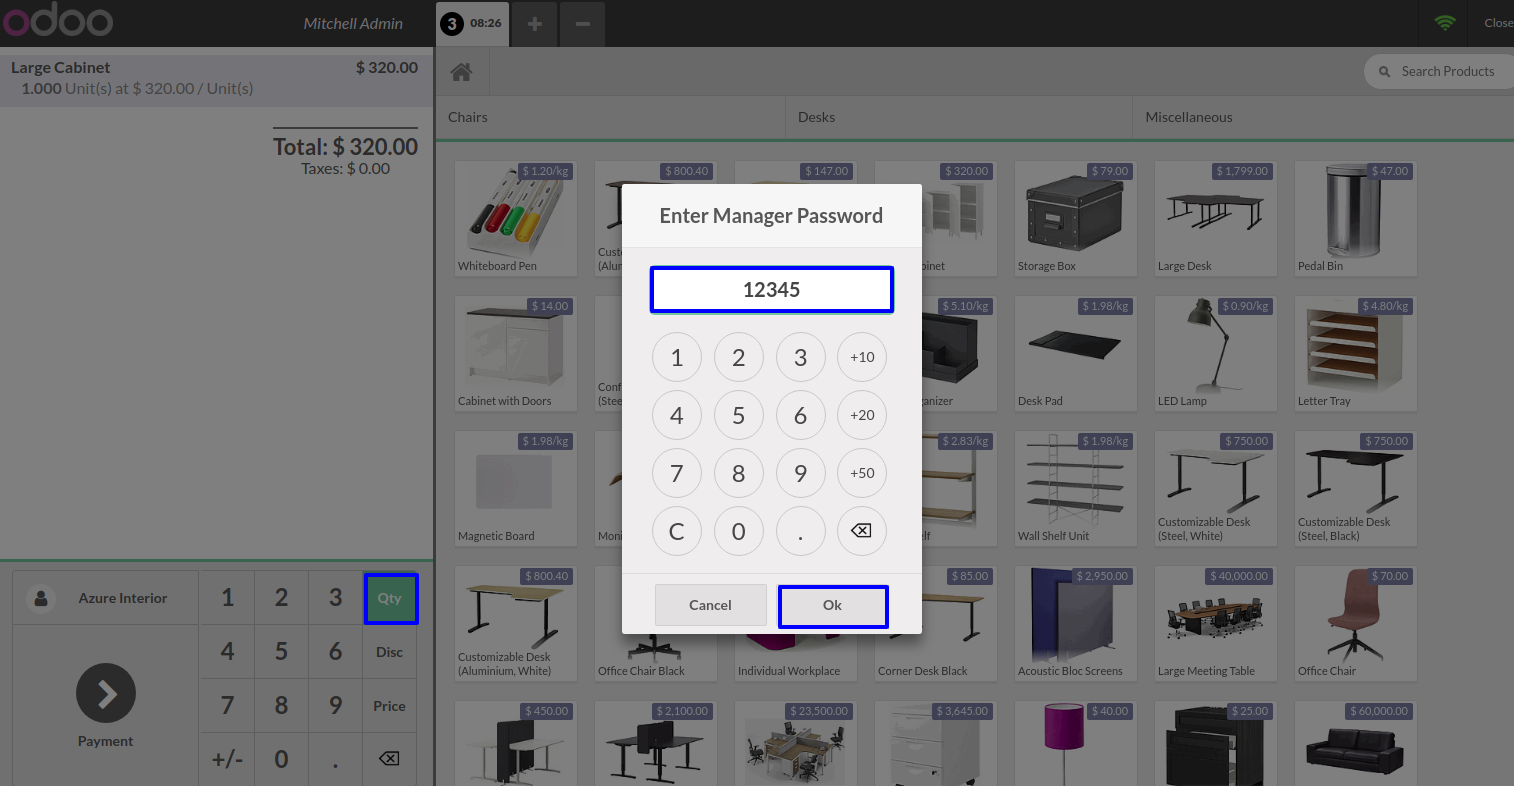 odoo
Mitchell Admin
3 08:26
Close
Large Cabinet $ 320.00
1.000 Unit(s) at $ 320.00 / Unit(s)
Total: $ 320.00
Taxes: $ 0.00
Search Products
Chairs Desks Miscellaneous
$ 1.20/kg $ 800.40 $ 147.00 $ 320.00 $ 79.00 $ 1,799.00 $ 47.00
Whiteboard Pen
Storage Box Large Desk Pedal Bin
$ 14.00 $ 5.10/kg $ 1.98/kg $ 0.90/kg $ 4.80/kg
Cabinet with Doors
Desk Pad LED Lamp Letter Tray
$ 1.98/kg $ 2.83/kg $ 1.98/kg $ 750.00 $ 750.00
Magnetic Board
Wall Shelf Unit
Customizable Desk
(Steel, White)
Customizable Desk
(Steel, Black)
$ 800.40 $ 85.00 $ 2,950.00 $ 40,000.00 $ 70.00
Customizable Desk
(Aluminium, White)
Office Chair Black Individual Workplace Corner Desk Black Acoustic Bloc Screens Large Meeting Table Office Chair
$ 450.00 $ 2,100.00 $ 23,500.00 $ 3,645.00 $ 40.00 $ 25.00 $ 60,000.00
Enter Manager Password
12345
1 2 3 +10
4 5 6 +20
7 8 9 +50
C 0 .
Cancel Ok
Azure Interior
Payment
1 2 3 Qty
4 5 6 Disc
7 8 9 Price
+/- 0 .